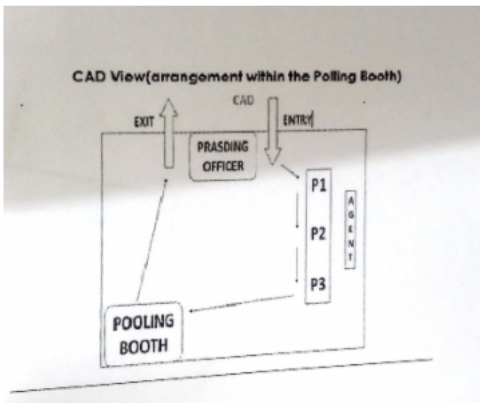 CAD View(arrangement within the Polling Booth)
CAD
EXIT
ENTRY
PRASDING
OFFICER
P1
P2
P3
AGENT
POOLING
BOOTH